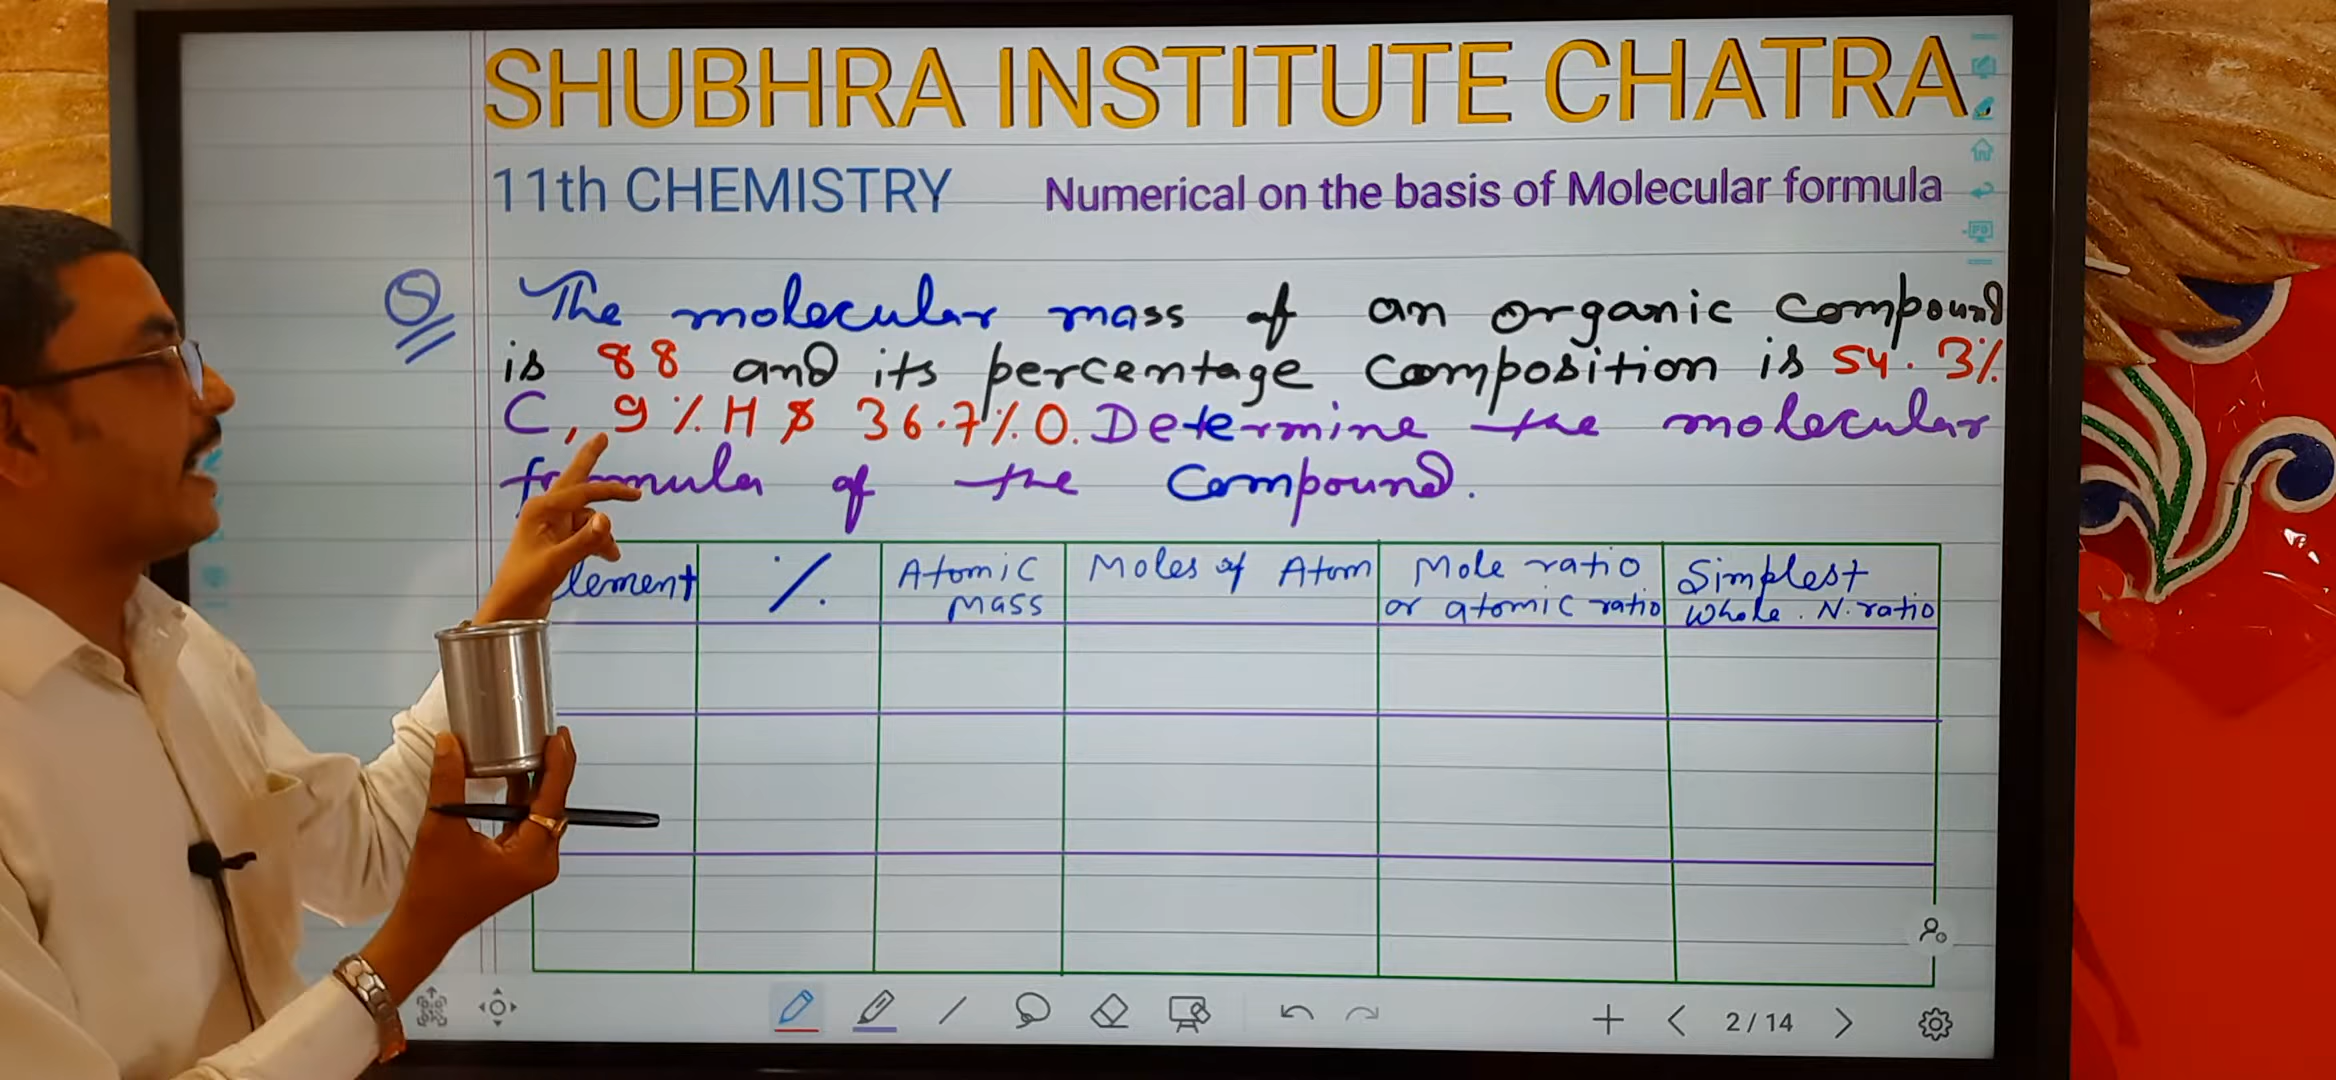 SHUBHRA INSTITUTE CHATRA
11th CHEMISTRY Numerical on the basis of Molecular formula
Q The molecular mass of an organic compound
is 88 and its percentage composition is 54.3%
C, 9% H & 36.7% O. Determine the molecular
formula of the compound.
lement % Atomic mass Moles of Atom Mole ratio or atomic ratio Simplest whole. N. ratio
2/14